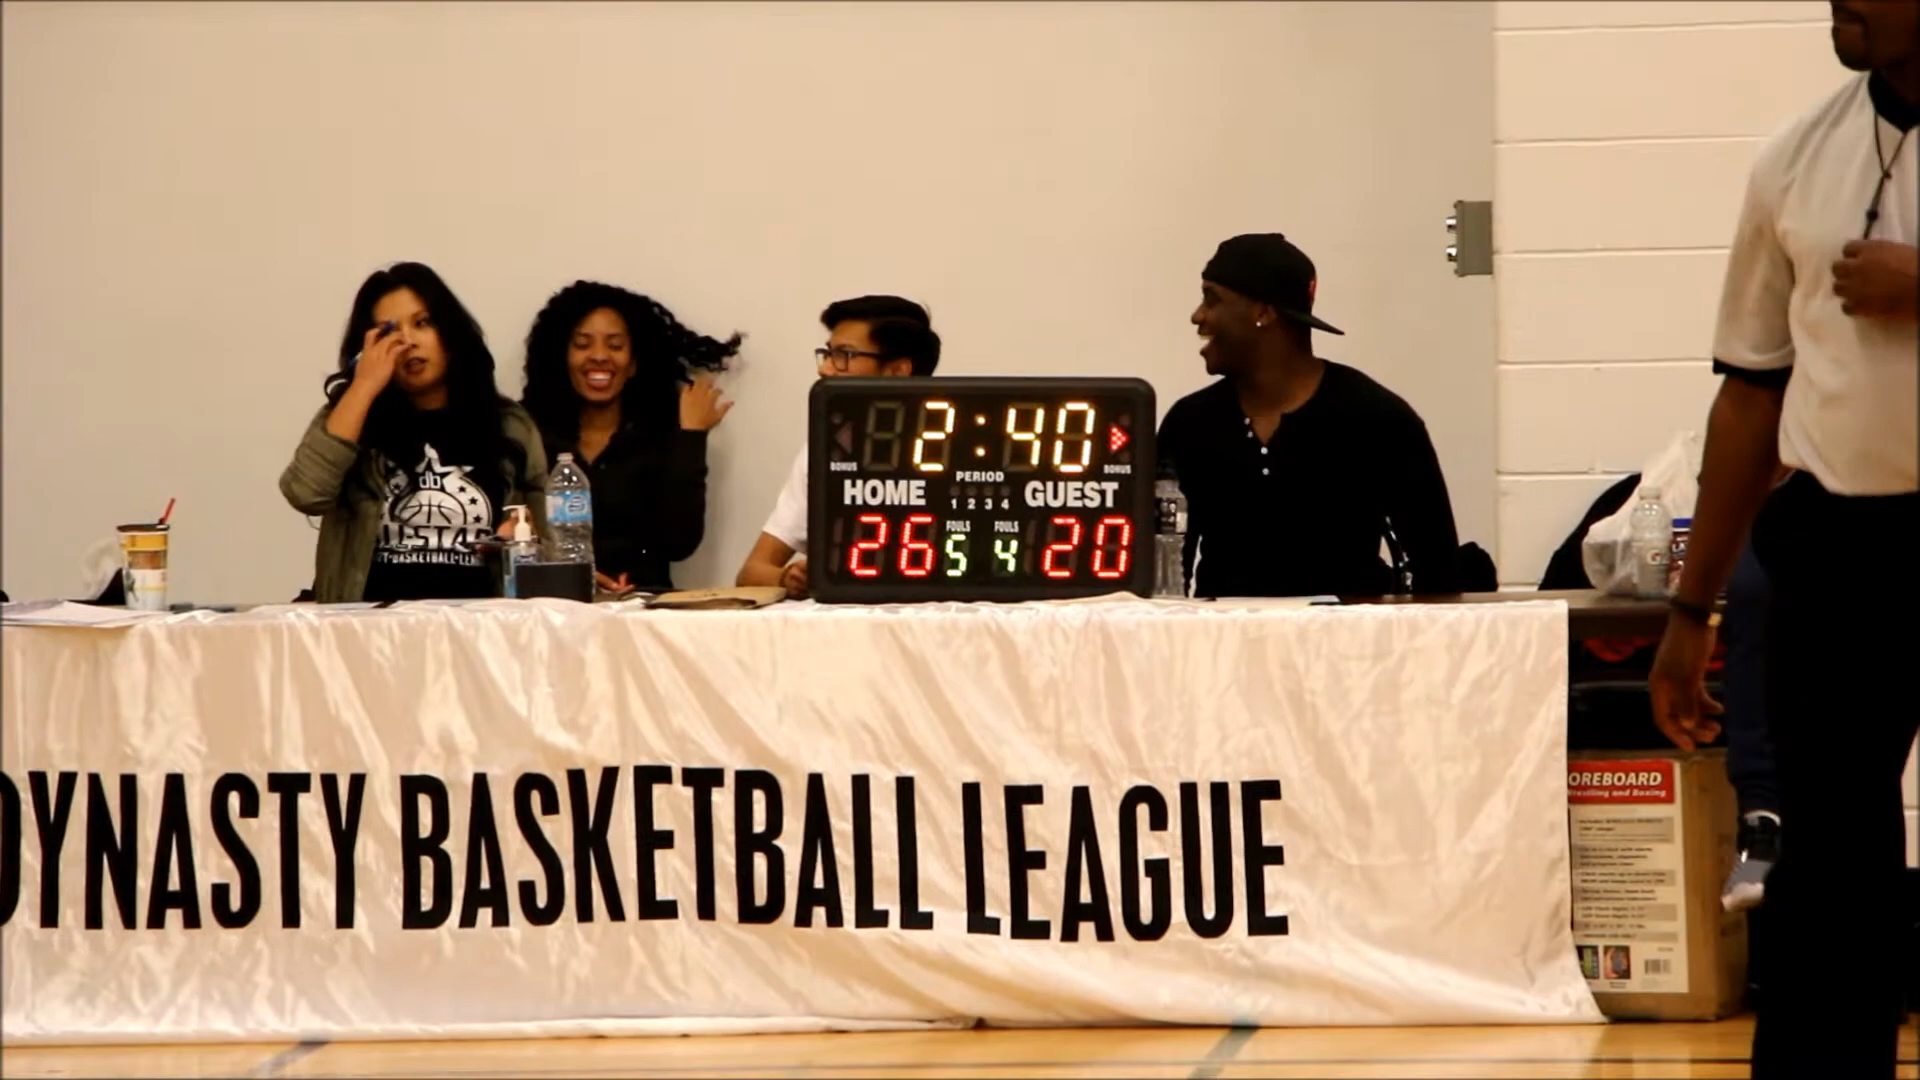 db
2:40
BONUS
BONUS
PERIOD
HOME
GUEST
1 2 3 4
FOULS
FOULS
26
5
4
20
DYNASTY BASKETBALL LEAGUE
OREBOARD
Wrestling and Boxing